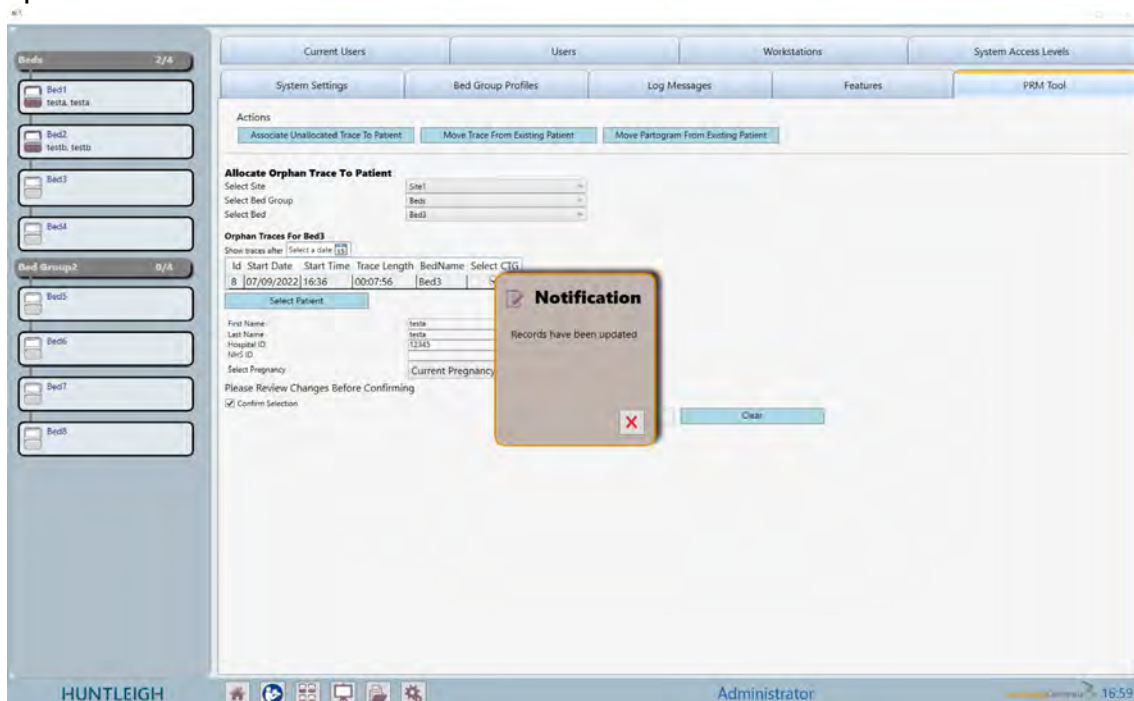 Beds 2/4
Bed1
testa, testa
Bed2
testb, testb
Bed3
Bed4
Bed Group2 0/4
Bed5
Bed6
Bed7
Bed8
Current Users Users Workstations System Access Levels
System Settings Bed Group Profiles Log Messages Features PRM Tool
Actions
Associate Unallocated Trace To Patient Move Trace From Existing Patient Move Partogram From Existing Patient
Allocate Orphan Trace To Patient
Select Site Site1
Select Bed Group Beds
Select Bed Bed3
Orphan Traces For Bed3
Show traces after Select a date 15
Id Start Date Start Time Trace Length BedName Select CTG
8 07/09/2022 16:36 00:07:56 Bed3
Select Patient
First Name testa
Last Name testa
Hospital ID 12345
NHS ID
Select Pregnancy Current Pregnancy
Please Review Changes Before Confirming
Confirm Selection
Clear
Notification
Records have been updated
X
HUNTLEIGH Administrator 16:59